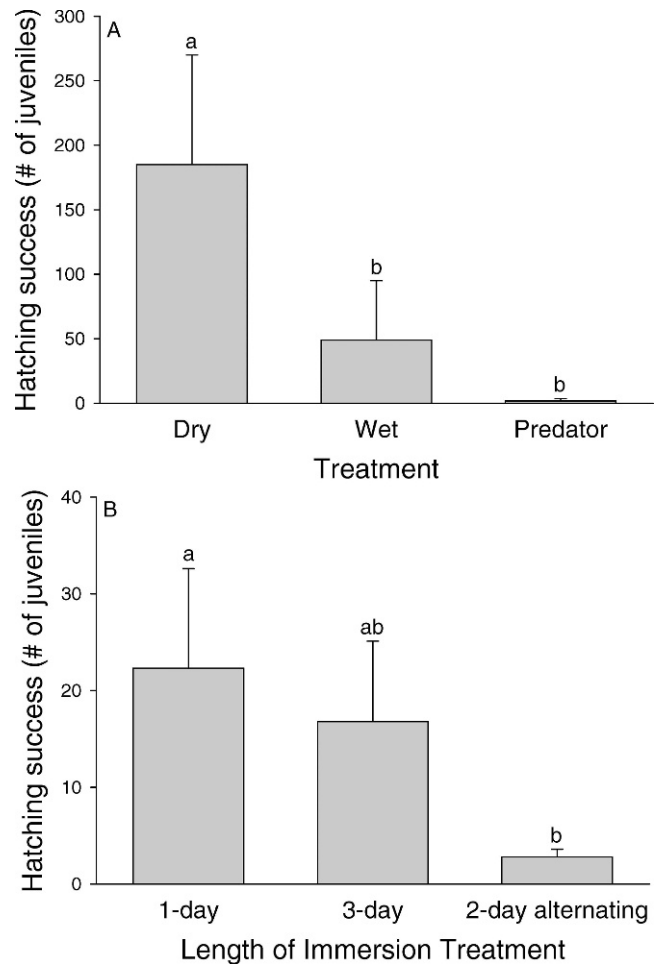 A
Hatching success (# of juveniles)
300
250
200
150
100
50
0
a
b
b
Dry Wet Predator
Treatment
B
Hatching success (# of juveniles)
40
30
20
10
0
a
ab
b
1-day 3-day 2-day alternating
Length of Immersion Treatment